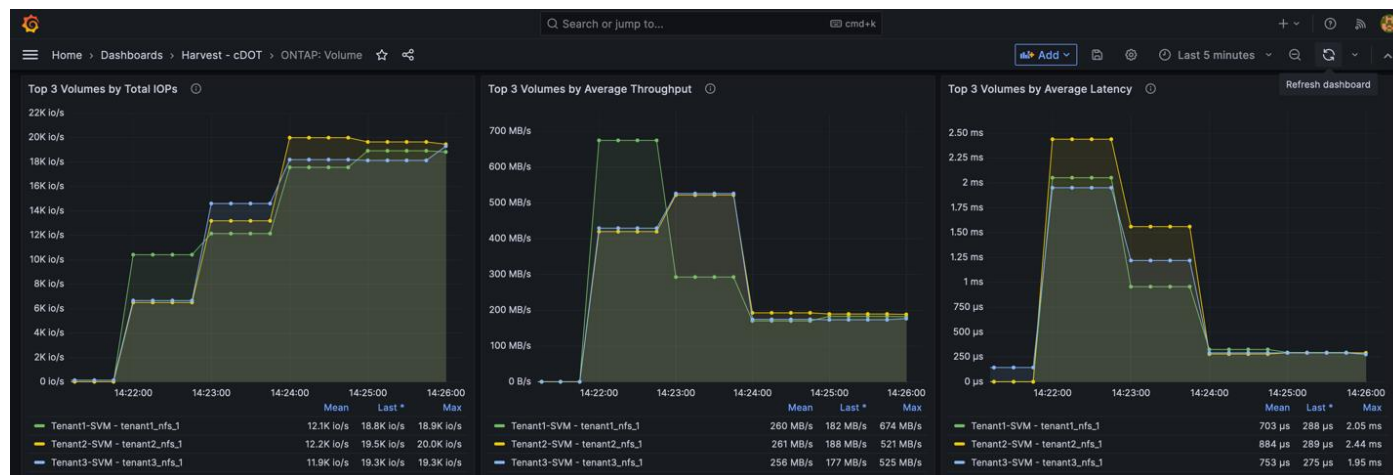 Search or jump to... cmd+k
Home › Dashboards › Harvest - cDOT › ONTAP: Volume Add Last 5 minutes
Refresh dashboard
Top 3 Volumes by Total IOPs
22K io/s
20K io/s
18K io/s
16K io/s
14K io/s
12K io/s
10K io/s
8K io/s
6K io/s
4K io/s
2K io/s
0 io/s
14:22:00 14:23:00 14:24:00 14:25:00 14:26:00
Mean Last * Max
Tenant1-SVM - tenant1_nfs_1 12.1K io/s 18.8K io/s 18.9K io/s
Tenant2-SVM - tenant2_nfs_1 12.2K io/s 19.5K io/s 20.0K io/s
Tenant3-SVM - tenant3_nfs_1 11.9K io/s 19.3K io/s 19.3K io/s
Top 3 Volumes by Average Throughput
700 MB/s
600 MB/s
500 MB/s
400 MB/s
300 MB/s
200 MB/s
100 MB/s
0 B/s
14:22:00 14:23:00 14:24:00 14:25:00 14:26:00
Mean Last * Max
Tenant1-SVM - tenant1_nfs_1 260 MB/s 182 MB/s 674 MB/s
Tenant2-SVM - tenant2_nfs_1 261 MB/s 188 MB/s 521 MB/s
Tenant3-SVM - tenant3_nfs_1 256 MB/s 177 MB/s 525 MB/s
Top 3 Volumes by Average Latency
2.50 ms
2.25 ms
2 ms
1.75 ms
1.50 ms
1.25 ms
1 ms
750 µs
500 µs
250 µs
0 µs
14:22:00 14:23:00 14:24:00 14:25:00 14:26:00
Mean Last * Max
Tenant1-SVM - tenant1_nfs_1 703 µs 288 µs 2.05 ms
Tenant2-SVM - tenant2_nfs_1 884 µs 289 µs 2.44 ms
Tenant3-SVM - tenant3_nfs_1 753 µs 275 µs 1.95 ms